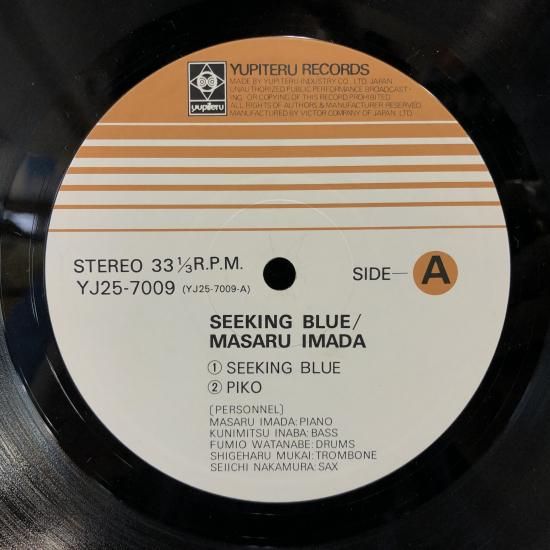 YUPITERU RECORDS
MADE BY YUPITERU INDUSTRY CO., LTD. JAPAN
UNAUTHORIZED PUBLIC PERFORMANCE BROADCAST-
ING OR COPYING OF THIS RECORD PROHIBITED
ALL RIGHTS OF AUTHORS & MANUFACTURER RESERVED
MANUFACTURED BY VICTOR COMPANY OF JAPAN, LTD.
yupiteru
STEREO 33 ⅓ R.P.M.
YJ25-7009 (YJ25-7009-A)
SIDE—A
SEEKING BLUE/
MASARU IMADA
① SEEKING BLUE
② PIKO
(PERSONNEL)
MASARU IMADA:PIANO
KUNIMITSU INABA:BASS
FUMIO WATANABE:DRUMS
SHIGEHARU MUKAI:TROMBONE
SEIICHI NAKAMURA:SAX